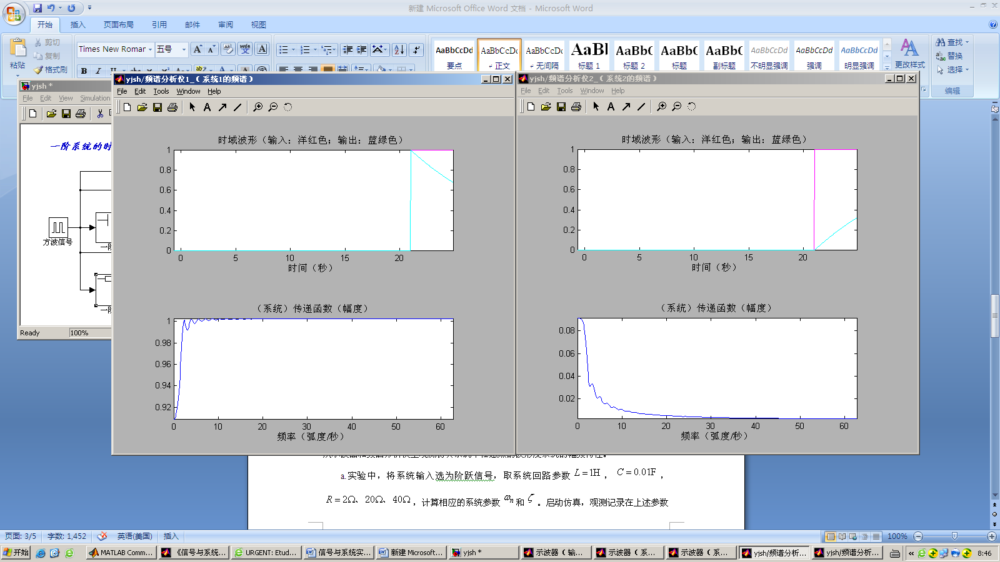 新建 Microsoft Office Word 文档 - Microsoft Word
开始 插入 页面布局 引用 邮件 审阅 视图
粘贴 剪切 复制 格式刷
Times New Romar 五号
AaBbCcDd AaBbCcDc AaBbCcDd AaBl AaBbC AaBbC AaBbC AaBbCcDd AaBbCcDd AaBbCcDd
要点 ↲正文 ↲无间隔 标题 1 标题 2 标题 副标题 不明显强调 强调 明显强调
更改样式
查找
替换
选择
编辑
yjsh *
File Edit View Simulation
一阶系统的时
方波信号
一阶
一阶
Ready 100%
yjsh/频谱分析仪1_(系统1的频谱)
File Edit Tools Window Help
时域波形（输入：洋红色；输出：蓝绿色）
1
0.8
0.6
0.4
0.2
0
0 5 10 15 20
时间（秒）
（系统）传递函数（幅度）
1
0.98
0.96
0.94
0.92
0 10 20 30 40 50 60
频率（弧度/秒）
yjsh/频谱分析仪2_(系统2的频谱)
File Edit Tools Window Help
时域波形（输入：洋红色；输出：蓝绿色）
1
0.8
0.6
0.4
0.2
0
0 5 10 15 20
时间（秒）
（系统）传递函数（幅度）
0.08
0.06
0.04
0.02
0 10 20 30 40 50 60
频率（弧度/秒）
a.实验中，将系统输入选为阶跃信号，取系统回路参数 L=1H， C=0.01F，
R=2Ω、20Ω、40Ω，计算相应的系统参数 ωn 和 ζ。启动仿真，观测记录在上述参数
页面: 3/5 字数: 1,452 英语(美国) 插入 100%
开始 MATLAB Comm... 《信号与系统... URGENT: Etud... 信号与系统实... 新建 Microsoft... yjsh * 示波器（输... 示波器（系... 示波器（系... yjsh/频谱分析... yjsh/频谱分析... 8:46